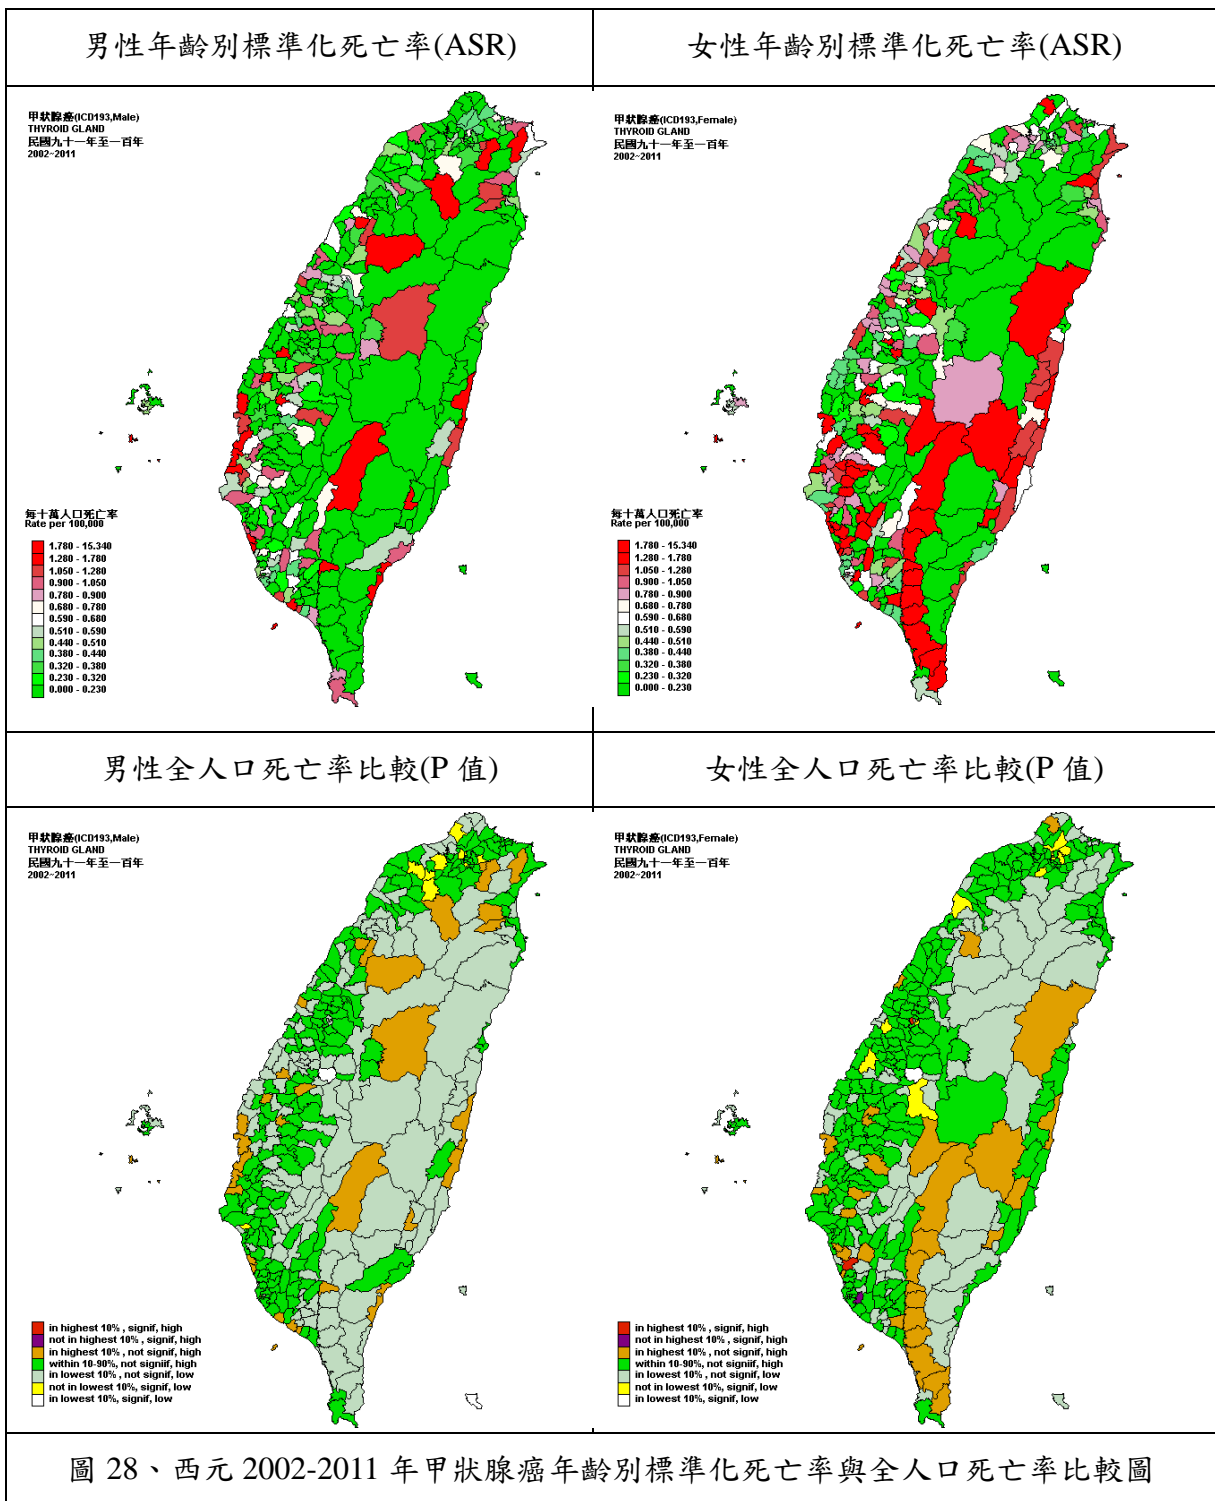 男性年齡別標準化死亡率(ASR)
女性年齡別標準化死亡率(ASR)
甲狀腺癌(ICD193,Male)
THYROID GLAND
民國九十一年至一百年
2002~2011
每十萬人口死亡率
Rate per 100,000
1.780 - 15.340
1.280 - 1.780
1.050 - 1.280
0.900 - 1.050
0.780 - 0.900
0.680 - 0.780
0.590 - 0.680
0.510 - 0.590
0.440 - 0.510
0.380 - 0.440
0.320 - 0.380
0.230 - 0.320
0.000 - 0.230
甲狀腺癌(ICD193,Female)
THYROID GLAND
民國九十一年至一百年
2002~2011
每十萬人口死亡率
Rate per 100,000
1.780 - 15.340
1.280 - 1.780
1.050 - 1.280
0.900 - 1.050
0.780 - 0.900
0.680 - 0.780
0.590 - 0.680
0.510 - 0.590
0.440 - 0.510
0.380 - 0.440
0.320 - 0.380
0.230 - 0.320
0.000 - 0.230
男性全人口死亡率比較(P 值)
女性全人口死亡率比較(P 值)
甲狀腺癌(ICD193,Male)
THYROID GLAND
民國九十一年至一百年
2002~2011
in highest 10% , signif, high
not in highest 10% , signif, high
in highest 10% , not signiif, high
within 10-90%, not signiif, high
in lowest 10% , not signif, low
not in lowest 10%, signif, low
in lowest 10%, signif, low
甲狀腺癌(ICD193,Female)
THYROID GLAND
民國九十一年至一百年
2002~2011
in highest 10% , signif, high
not in highest 10% , signif, high
in highest 10% , not signiif, high
within 10-90%, not signiif, high
in lowest 10% , not signif, low
not in lowest 10%, signif, low
in lowest 10%, signif, low
圖 28、西元 2002-2011 年甲狀腺癌年齡別標準化死亡率與全人口死亡率比較圖